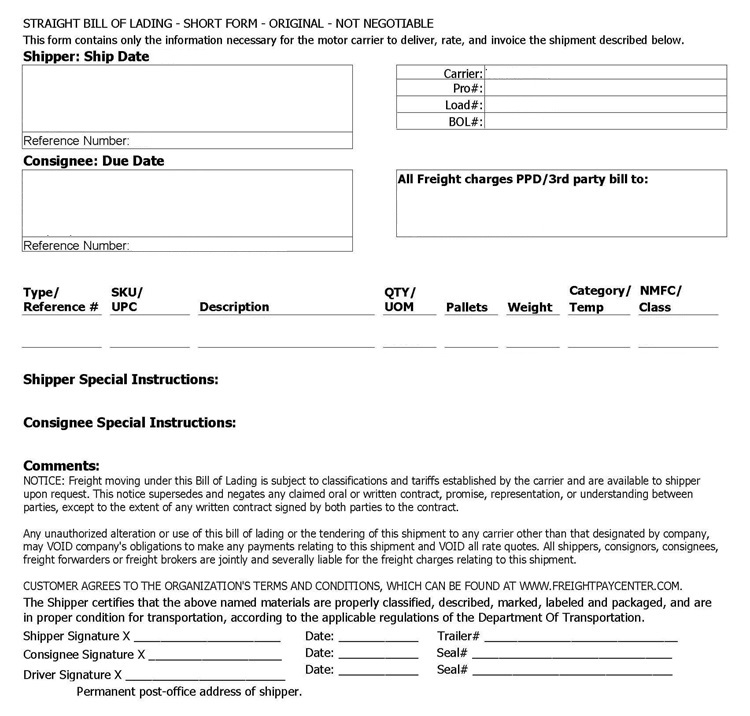 STRAIGHT BILL OF LADING - SHORT FORM - ORIGINAL - NOT NEGOTIABLE
This form contains only the information necessary for the motor carrier to deliver, rate, and invoice the shipment described below.
Shipper: Ship Date
Carrier:
Pro#:
Load#:
BOL#:
Reference Number:
Consignee: Due Date
All Freight charges PPD/3rd party bill to:
Reference Number:
Type/ Reference #
SKU/ UPC
Description
QTY/ UOM
Pallets
Weight
Category/ Temp
NMFC/ Class
Shipper Special Instructions:
Consignee Special Instructions:
Comments:
NOTICE: Freight moving under this Bill of Lading is subject to classifications and tariffs established by the carrier and are available to shipper
upon request. This notice supersedes and negates any claimed oral or written contract, promise, representation, or understanding between
parties, except to the extent of any written contract signed by both parties to the contract.
Any unauthorized alteration or use of this bill of lading or the tendering of this shipment to any carrier other than that designated by company,
may VOID company's obligations to make any payments relating to this shipment and VOID all rate quotes. All shippers, consignors, consignees,
freight forwarders or freight brokers are jointly and severally liable for the freight charges relating to this shipment.
CUSTOMER AGREES TO THE ORGANIZATION'S TERMS AND CONDITIONS, WHICH CAN BE FOUND AT WWW.FREIGHTPAYCENTER.COM.
The Shipper certifies that the above named materials are properly classified, described, marked, labeled and packaged, and are
in proper condition for transportation, according to the applicable regulations of the Department Of Transportation.
Shipper Signature X ____________________ Date: ___________ Trailer# __________________________
Consignee Signature X __________________ Date: ___________ Seal# ___________________________
Driver Signature X _____________________ Date: ___________ Seal# ___________________________
Permanent post-office address of shipper.